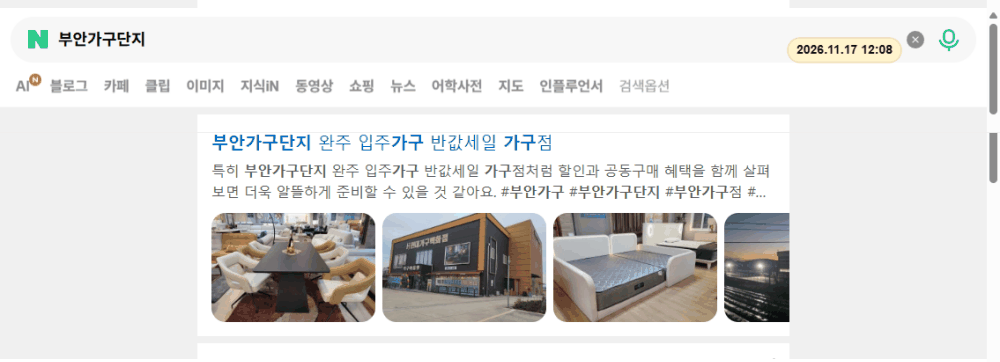 N 부안가구단지
2026.11.17 12:08
AI N 블로그 카페 클립 이미지 지식iN 동영상 쇼핑 뉴스 어학사전 지도 인플루언서 검색옵션
부안가구단지 완주 입주가구 반값세일 가구점
특히 부안가구단지 완주 입주가구 반값세일 가구점처럼 할인과 공동구매 혜택을 함께 살펴
보면 더욱 알뜰하게 준비할 수 있을 것 같아요. #부안가구 #부안가구단지 #부안가구점 #...